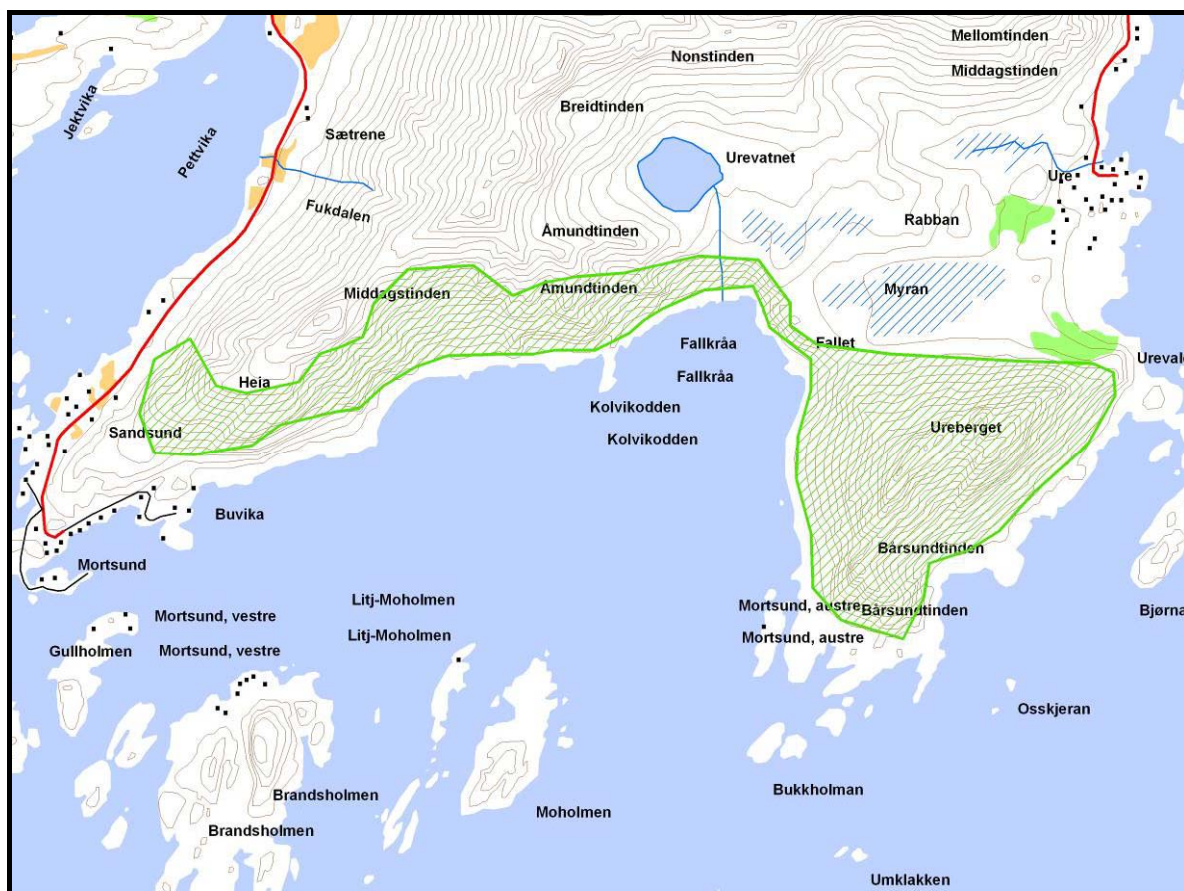 Mellomtinden
Nonstinden
Middagstinden
Jektvika
Breidtinden
Sætrene
Pettvika
Urevatnet
Ure
Fukdalen
Rabban
Åmundtinden
Middagstinden
Åmundtinden
Myran
Fallkråa
Fallet
Urevale
Fallkråa
Heia
Kolvikodden
Ureberget
Sandsund
Kolvikodden
Buvika
Bårsundtinden
Mortsund
Litj-Moholmen
Mortsund, austre
Bårsundtinden
Bjørna
Mortsund, vestre
Litj-Moholmen
Mortsund, austre
Gullholmen
Mortsund, vestre
Osskjeran
Bukkholman
Brandsholmen
Moholmen
Brandsholmen
Umklakken